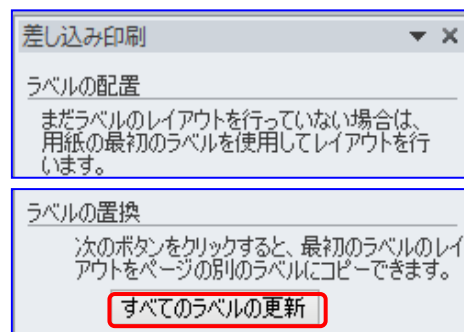 差し込み印刷
ラベルの配置
まだラベルのレイアウトを行っていない場合は、
用紙の最初のラベルを使用してレイアウトを行
います。
ラベルの置換
次のボタンをクリックすると、最初のラベルのレイ
アウトをページの別のラベルにコピーできます。
すべてのラベルの更新